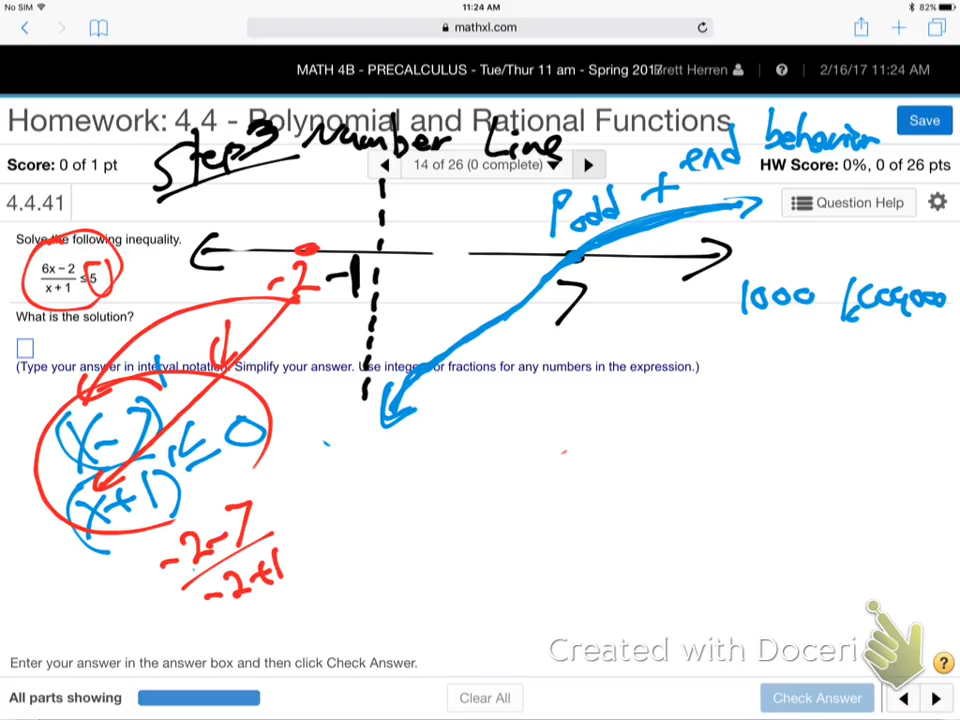 No SIM 11:24 AM 82%
mathxl.com
MATH 4B - PRECALCULUS - Tue/Thur 11 am - Spring 2017 Brett Herren ? 2/16/17 11:24 AM
Homework: 4.4 - Polynomial and Rational Functions Save
Step 3 Number Line end behavior
Score: 0 of 1 pt 14 of 26 (0 complete) HW Score: 0%, 0 of 26 pts
4.4.41 odd + Question Help
Solve the following inequality.
6x − 2
x + 1
≤ 5
-2 -1 7 1000
What is the solution?
(Type your answer in interval notation. Simplify your answer. Use integers or fractions for any numbers in the expression.)
(x-7)
(x+1)
≤ 0
-2-7
-2+1
Created with Doceri
Enter your answer in the answer box and then click Check Answer.
?
All parts showing Clear All Check Answer